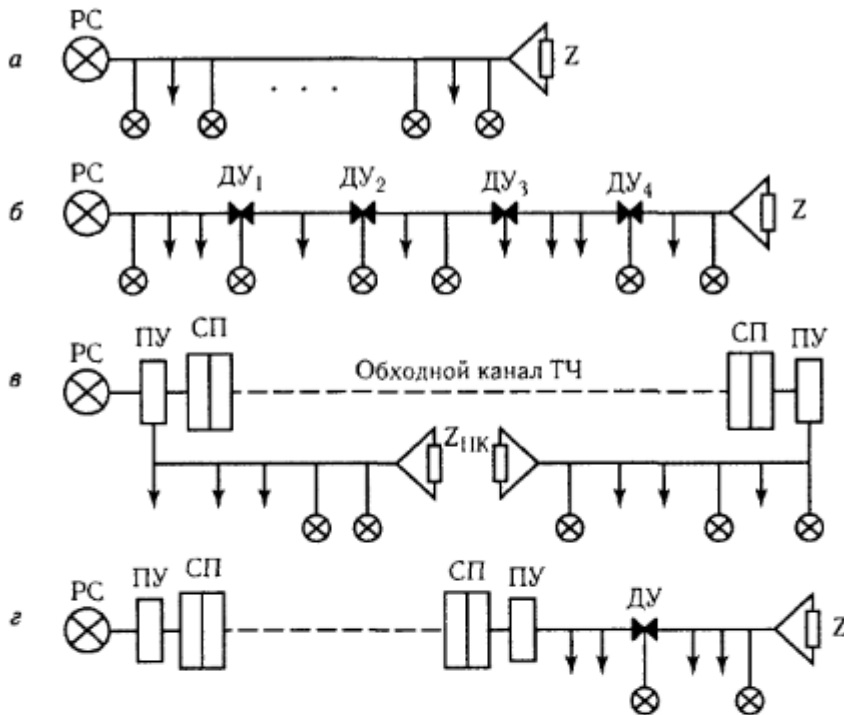 РС
а
Z
. . .
РС
ДУ₁
ДУ₂
ДУ₃
ДУ₄
б
Z
РС
ПУ
СП
СП
ПУ
в
Обходной канал ТЧ
Zпк
РС
ПУ
СП
СП
ПУ
ДУ
г
Z